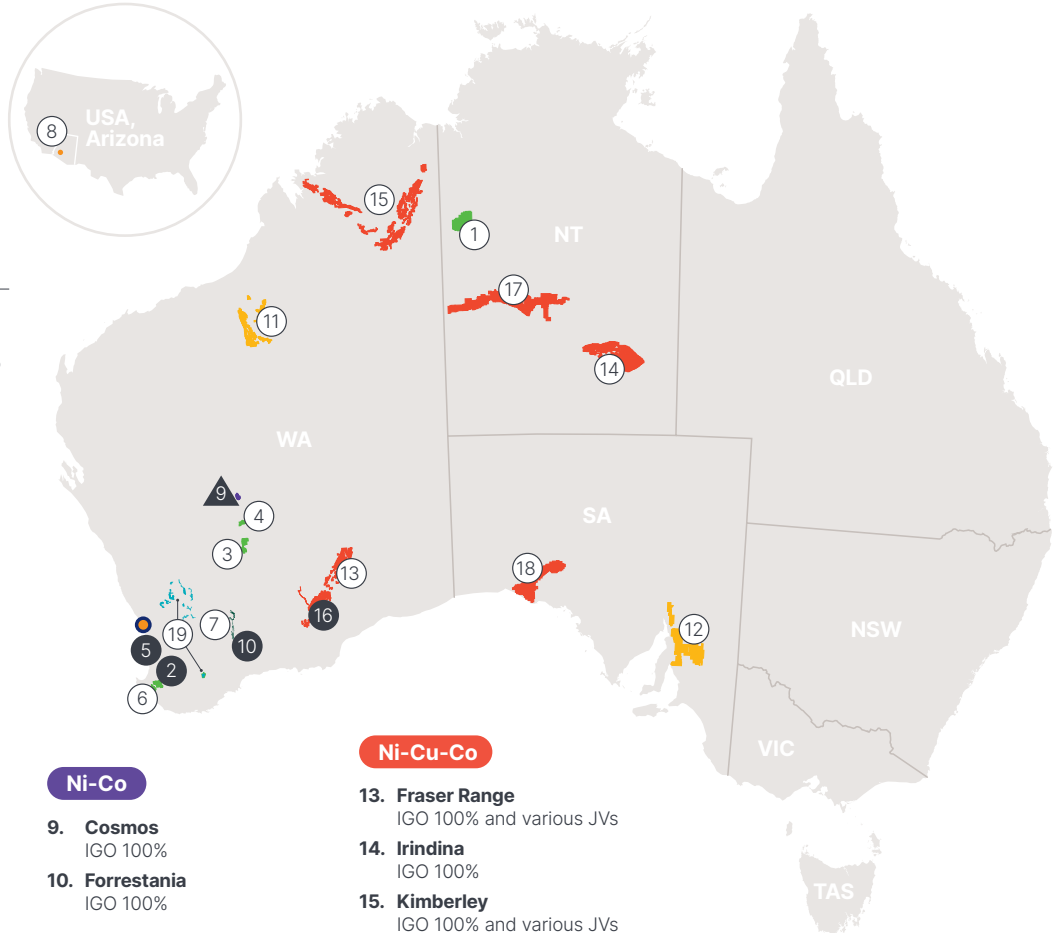 USA,
Arizona
8
15
1
NT
17
11
14
QLD
WA
9
4
SA
3
13
18
16
7
12
19
NSW
10
5
2
6
VIC
TAS
Ni-Co
9. Cosmos
IGO 100%
10. Forrestania
IGO 100%
Ni-Cu-Co
13. Fraser Range
IGO 100% and various JVs
14. Irindina
IGO 100%
15. Kimberley
IGO 100% and various JVs